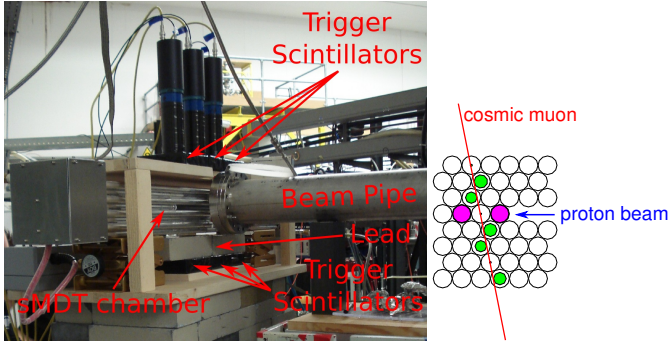 Trigger
Scintillators
Beam Pipe
Lead
sMDT chamber
Trigger
Scintillators
cosmic muon
proton beam